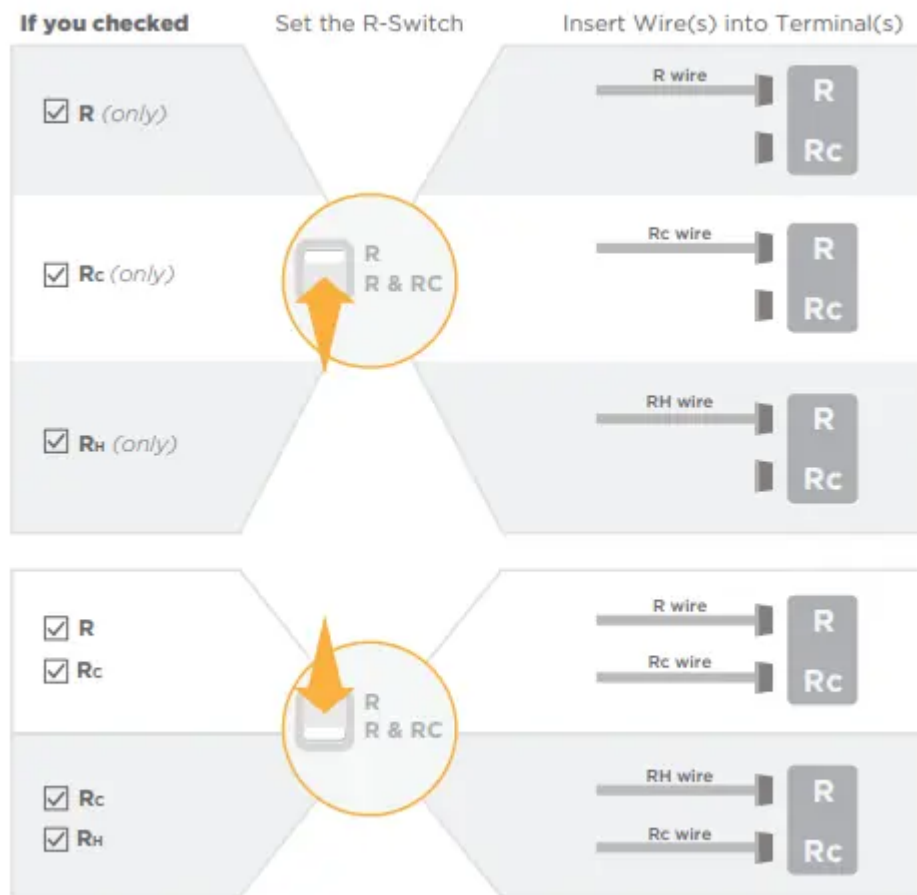 If you checked Set the R-Switch Insert Wire(s) into Terminal(s)
R (only)
R wire
R
Rc
Rc (only)
R
R & RC
Rc wire
R
Rc
RH (only)
RH wire
R
Rc
R
Rc
R wire
R
Rc wire
Rc
R
R & RC
Rc
RH
RH wire
R
Rc wire
Rc